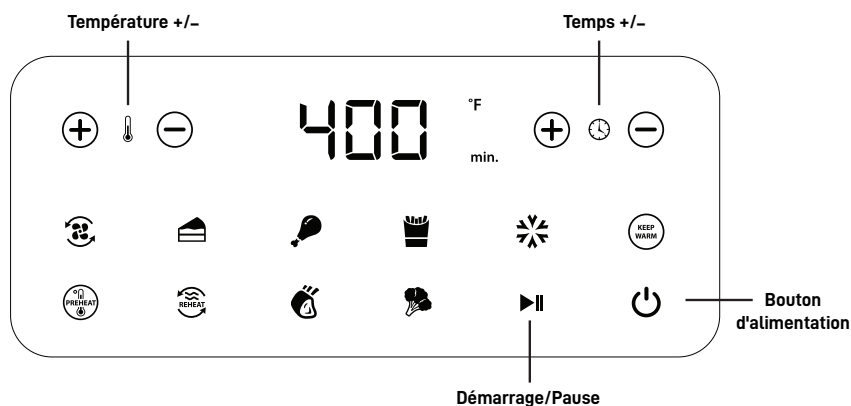 Température +/-
Temps +/-
400
°F
min.
KEEP
WARM
PREHEAT
REHEAT
Bouton
d'alimentation
Démarrage/Pause